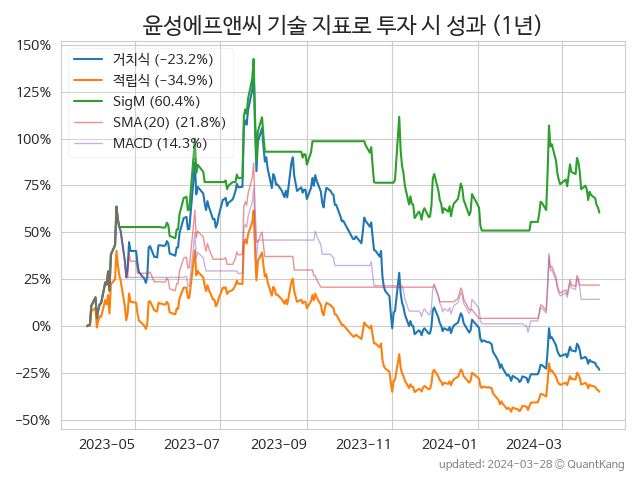 윤성에프앤씨 기술 지표로 투자 시 성과 (1년)
150%
125%
100%
75%
50%
25%
0%
−25%
−50%
거치식 (−23.2%)
적립식 (−34.9%)
SigM (60.4%)
SMA(20) (21.8%)
MACD (14.3%)
2023-05
2023-07
2023-09
2023-11
2024-01
2024-03
updated: 2024-03-28 © QuantKang